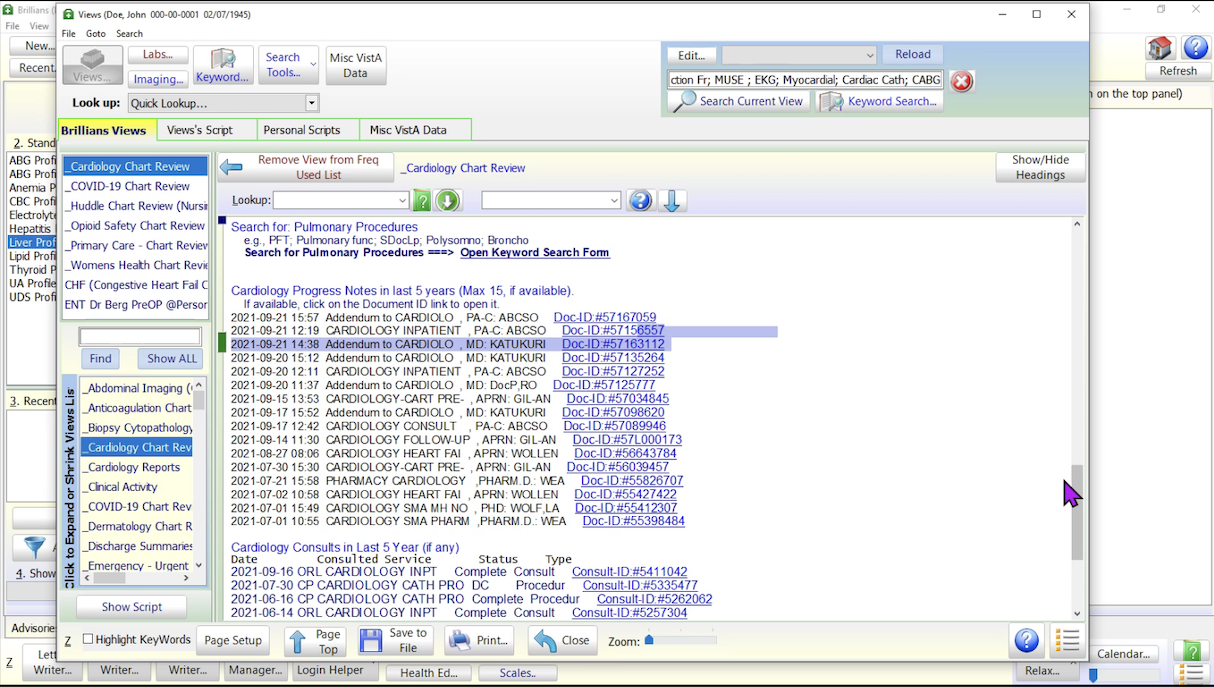 Brillians (
Views (Doe, John 000-00-0001 02/07/1945)
File View
File Goto Search
New...
Recent.
Views...
Labs...
Imaging...
Keyword...
Search
Tools...
Misc VistA
Data
Edit...
Reload
ction Fr; MUSE ; EKG; Myocardial; Cardiac Cath; CABG
Search Current View
Keyword Search...
Refresh
Look up:
Quick Lookup...
n on the top panel)
Brillians Views
Views's Script
Personal Scripts
Misc VistA Data
2. Stand
ABG Profi
ABG Profi
Anemia P
CBC Profi
Electrolyte
Hepatitis
Liver Prof
Lipid Prof
Thyroid P
UA Profile
UDS Profi
3. Recent
4. Show
Advisorie
_Cardiology Chart Review
_COVID-19 Chart Review
_Huddle Chart Review (Nursin
_Opioid Safety Chart Review
_Primary Care - Chart Review
_Womens Health Chart Revie
CHF (Congestive Heart Fail C
ENT Dr Berg PreOP @Person
Find
Show ALL
Click to Expand or Shrink Views Lis
_Abdominal Imaging (
_Anticoagulation Chart
_Biopsy Cytopathology
_Cardiology Chart Rev
_Cardiology Reports
_Clinical Activity
_COVID-19 Chart Rev
_Dermatology Chart R
_Discharge Summaries
_Emergency - Urgent
Show Script
Remove View from Freq
Used List
_Cardiology Chart Review
Show/Hide
Headings
Lookup:
Search for: Pulmonary Procedures
e.g., PFT; Pulmonary func; SDocLp; Polysomno; Broncho
Search for Pulmonary Procedures ===> Open Keyword Search Form
Cardiology Progress Notes in last 5 years (Max 15, if available).
If available, click on the Document ID link to open it.
2021-09-21 15:57 Addendum to CARDIOLO , PA-C: ABCSO Doc-ID:#57167059
2021-09-21 12:19 CARDIOLOGY INPATIENT , PA-C: ABCSO Doc-ID:#57156557
2021-09-21 14:38 Addendum to CARDIOLO , MD: KATUKURI Doc-ID:#57163112
2021-09-20 15:12 Addendum to CARDIOLO , MD: KATUKURI Doc-ID:#57135264
2021-09-20 12:11 CARDIOLOGY INPATIENT , PA-C: ABCSO Doc-ID:#57127252
2021-09-20 11:37 Addendum to CARDIOLO , MD: DocP,RO Doc-ID:#57125777
2021-09-15 13:53 CARDIOLOGY-CART PRE- , APRN: GIL-AN Doc-ID:#57034845
2021-09-17 15:52 Addendum to CARDIOLO , MD: KATUKURI Doc-ID:#57098620
2021-09-17 12:42 CARDIOLOGY CONSULT , PA-C: ABCSO Doc-ID:#57089946
2021-09-14 11:30 CARDIOLOGY FOLLOW-UP , APRN: GIL-AN Doc-ID:#57L000173
2021-08-27 08:06 CARDIOLOGY HEART FAI , APRN: WOLLEN Doc-ID:#56643784
2021-07-30 15:30 CARDIOLOGY-CART PRE- , APRN: GIL-AN Doc-ID:#56039457
2021-07-21 15:58 PHARMACY CARDIOLOGY ,PHARM.D.: WEA Doc-ID:#55826707
2021-07-02 10:58 CARDIOLOGY HEART FAI , APRN: WOLLEN Doc-ID:#55427422
2021-07-01 15:49 CARDIOLOGY SMA MH NO , PHD: WOLF,LA Doc-ID:#55412307
2021-07-01 10:55 CARDIOLOGY SMA PHARM ,PHARM.D.: WEA Doc-ID:#55398484
Cardiology Consults in Last 5 Year (if any)
Date Consulted Service Status Type
2021-09-16 ORL CARDIOLOGY INPT Complete Consult Consult-ID:#5411042
2021-07-30 CP CARDIOLOGY CATH PRO DC Procedur Consult-ID:#5335477
2021-06-16 CP CARDIOLOGY CATH PRO Complete Procedur Consult-ID:#5262062
2021-06-14 ORL CARDIOLOGY INPT Complete Consult Consult-ID:#5257304
Z
Highlight KeyWords
Page Setup
Page
Top
Save to
File
Print...
Close
Zoom:
Z
Lett
Writer...
Writer...
Writer...
Manager...
Login Helper
Health Ed...
Scales..
Relax...
Calendar...